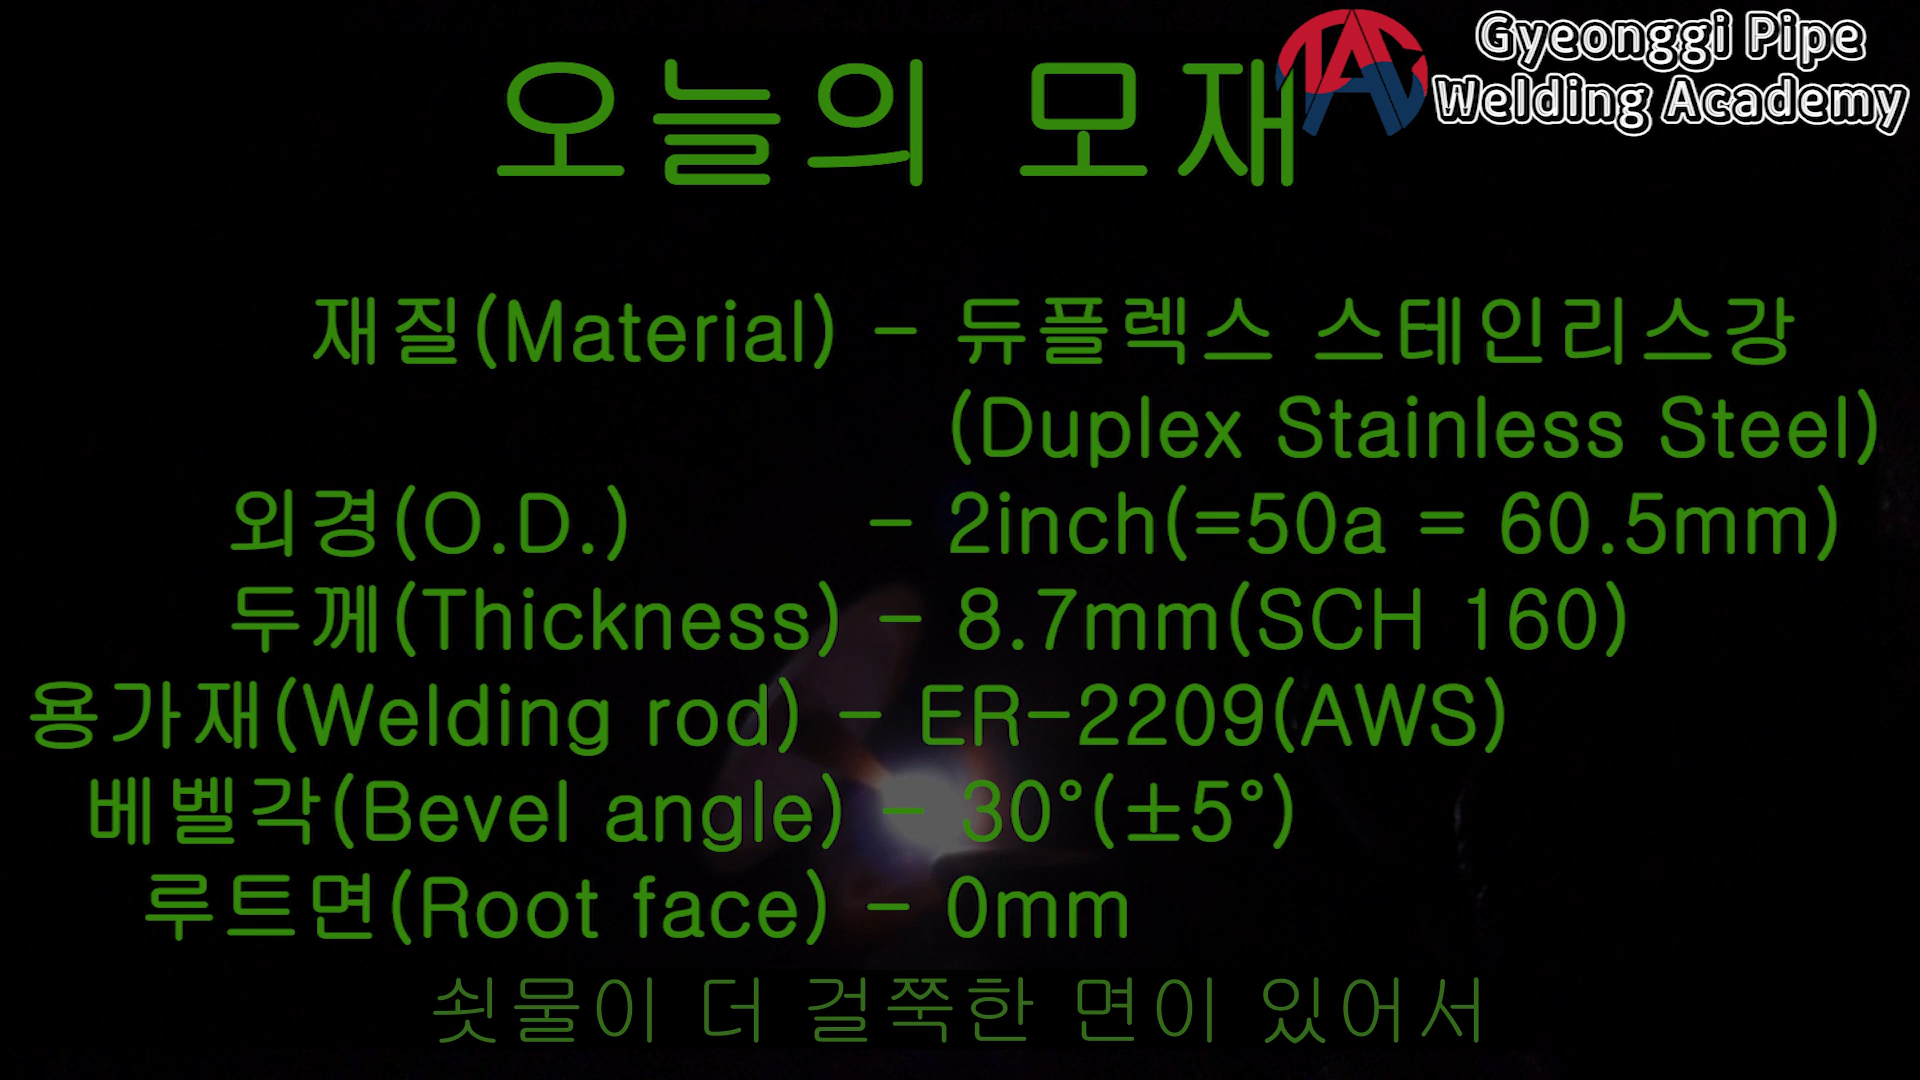 Gyeonggi Pipe
Welding Academy
오늘의 모재
재질(Material) - 듀플렉스 스테인리스강
(Duplex Stainless Steel)
외경(O.D.) - 2inch(=50a = 60.5mm)
두께(Thickness) - 8.7mm(SCH 160)
용가재(Welding rod) - ER-2209(AWS)
베벨각(Bevel angle) - 30°(±5°)
루트면(Root face) - 0mm
쇳물이 더 걸쭉한 면이 있어서